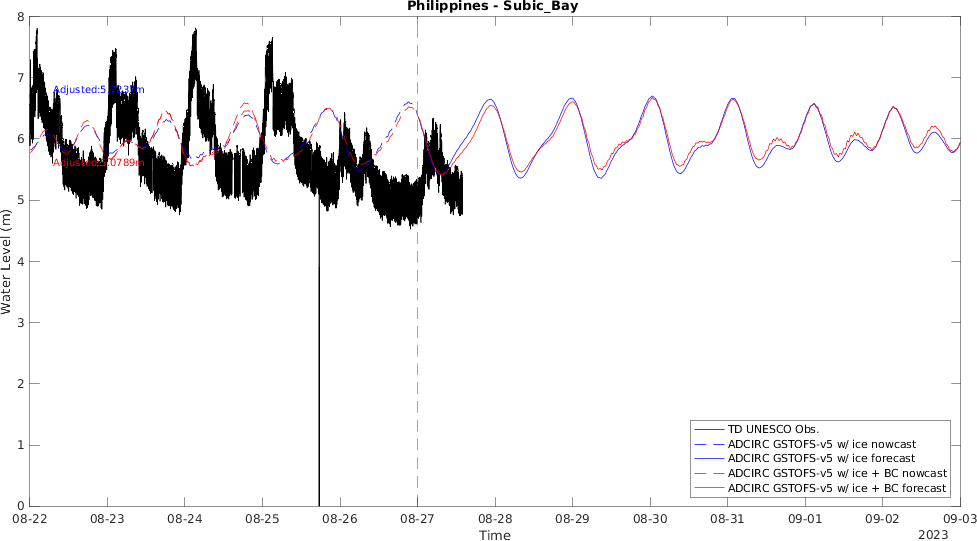 Philippines - Subic_Bay
8
7
6
5
4
3
2
1
0
Water Level (m)
Adjusted:
0789m
TD UNESCO Obs.
ADCIRC GSTOFS-v5 w/ ice nowcast
ADCIRC GSTOFS-v5 w/ ice forecast
ADCIRC GSTOFS-v5 w/ ice + BC nowcast
ADCIRC GSTOFS-v5 w/ ice + BC forecast
08-22 08-23 08-24 08-25 08-26 08-27 08-28 08-29 08-30 08-31 09-01 09-02 09-03
Time
2023